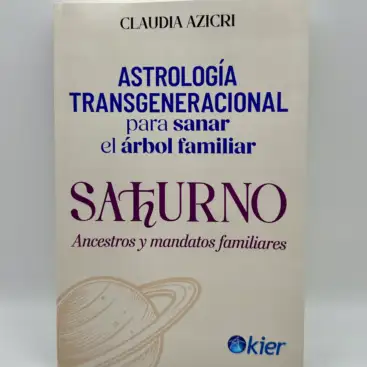 CLAUDIA AZICRI
ASTROLOGÍA
TRANSGENERACIONAL
para sanar
el árbol familiar
SATURNO
Ancestros y mandatos familiares
kier